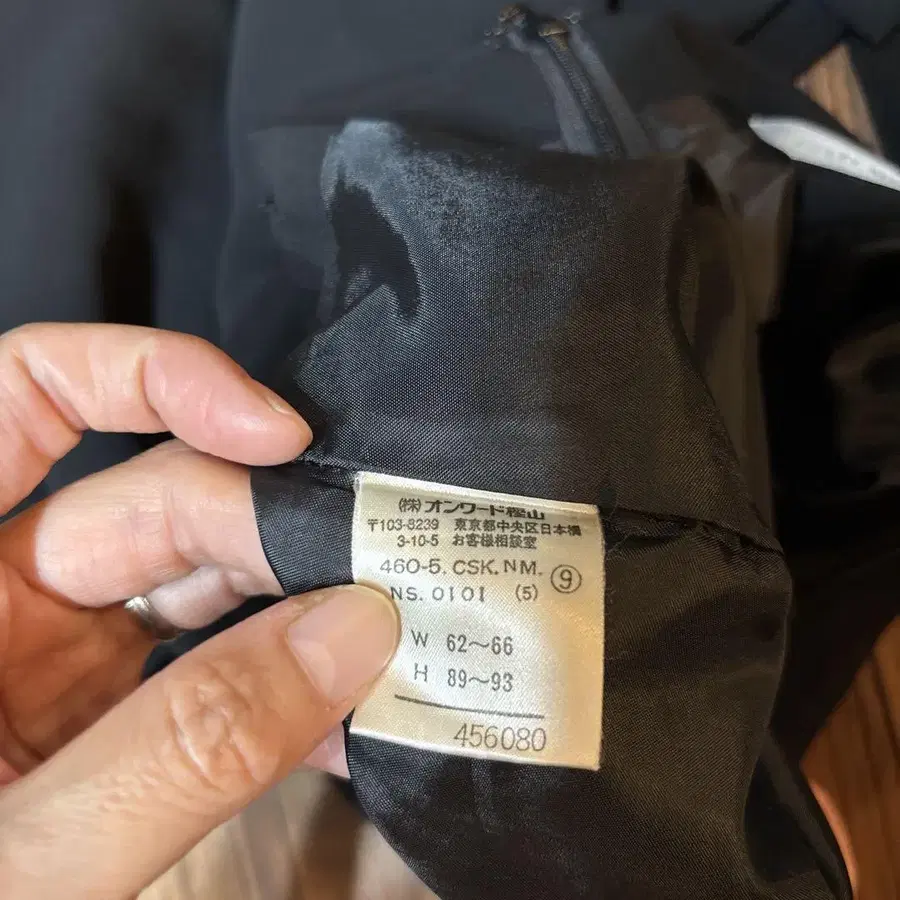 (株)オンワード樫山
〒103-8239 東京都中央区日本橋
3-10-5 お客様相談室
460-5. CSK. NM. ⑨
NS. 0101 (5)
W 62〜66
H 89〜93
456080